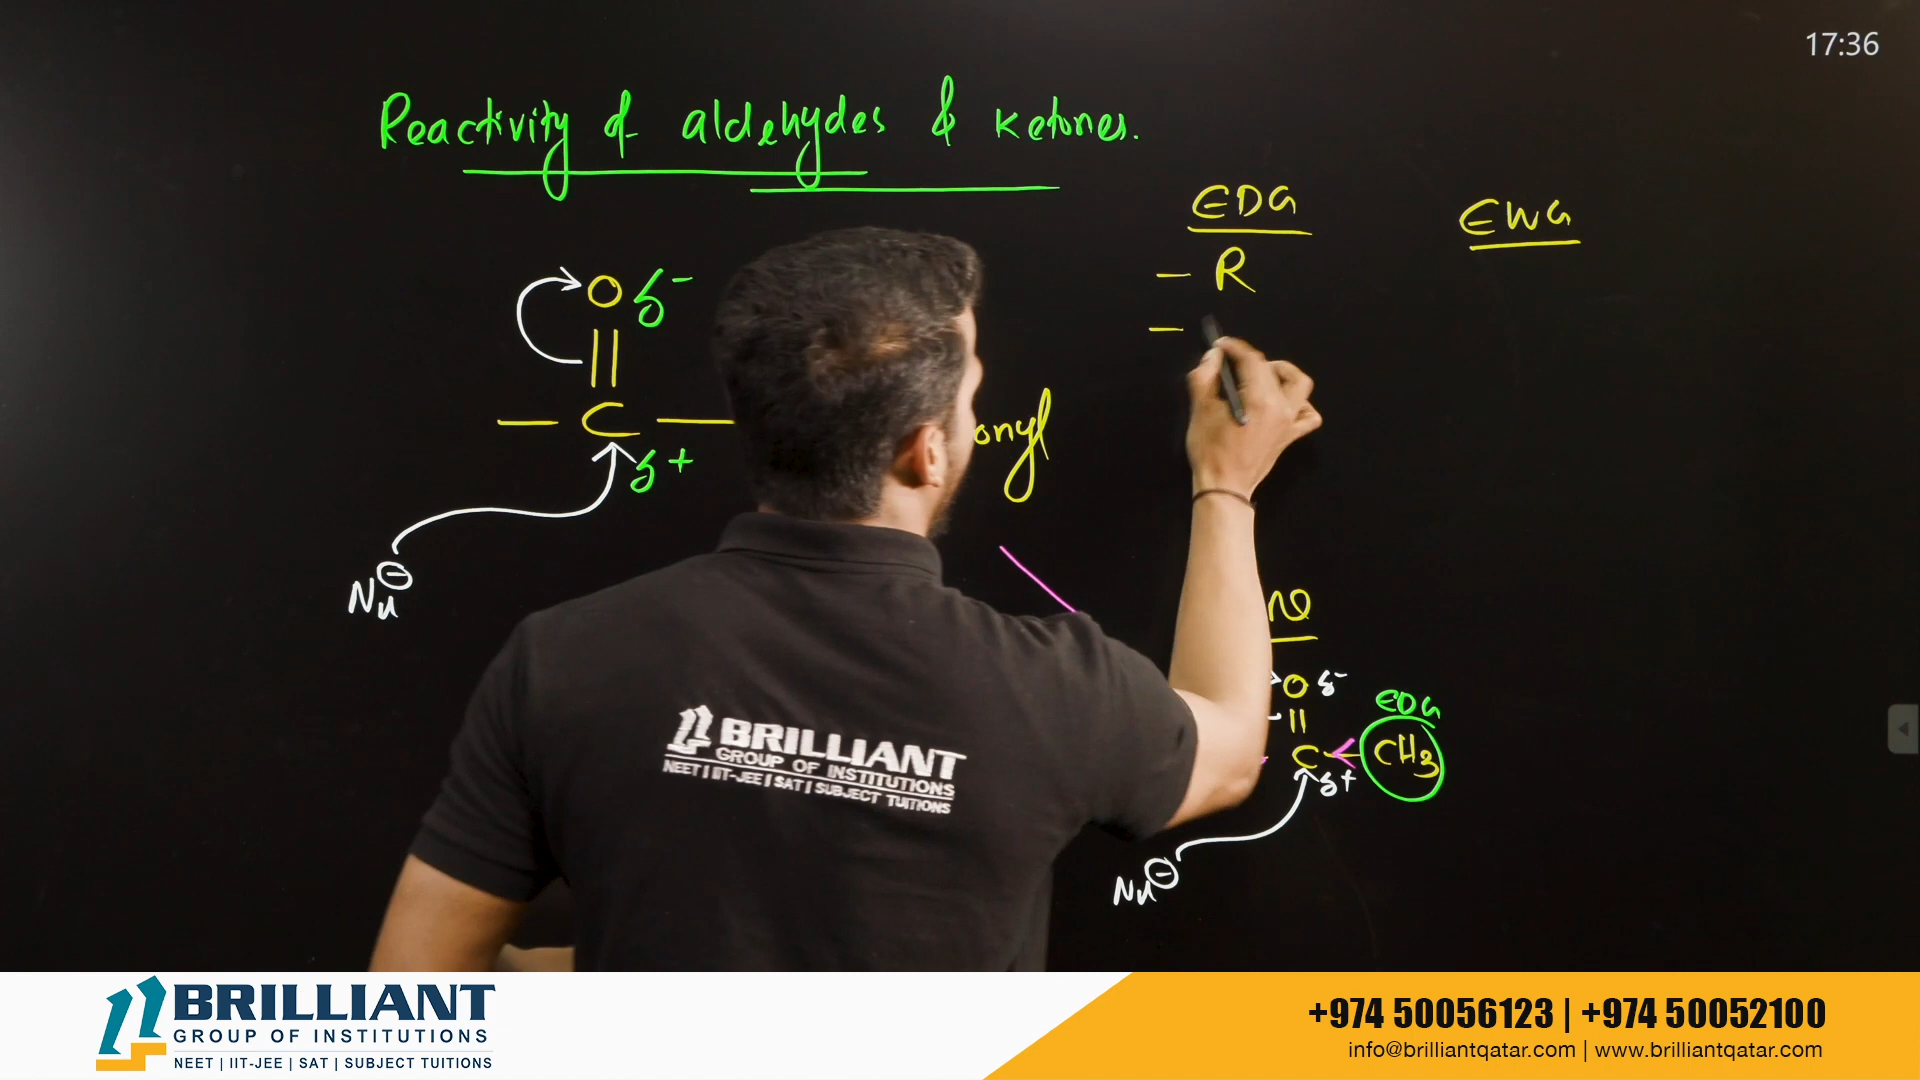 17:36
Reactivity of aldehydes & ketones.
EDG
EWG
– R
–
O δ-
||
– C –
δ+
onyl
Nu⊖
O δ-
||
C – CH3
EDG
δ+
Nu⊖
BRILLIANT
GROUP OF INSTITUTIONS
NEET | IIT-JEE | SAT | SUBJECT TUITIONS
BRILLIANT
GROUP OF INSTITUTIONS
NEET | IIT-JEE | SAT | SUBJECT TUITIONS
+974 50056123 | +974 50052100
info@brilliantqatar.com | www.brilliantqatar.com